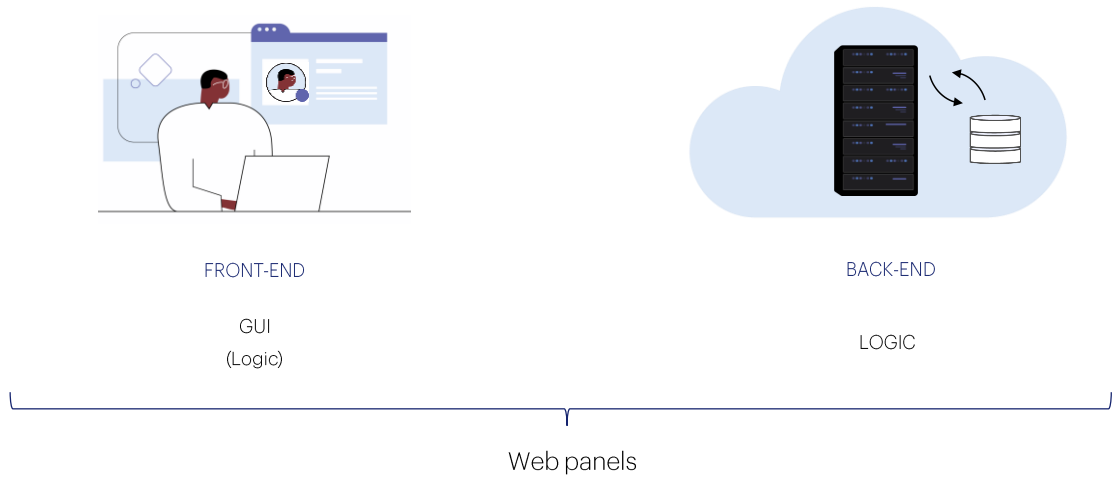 FRONT-END
BACK-END
GUI
(Logic)
LOGIC
Web panels